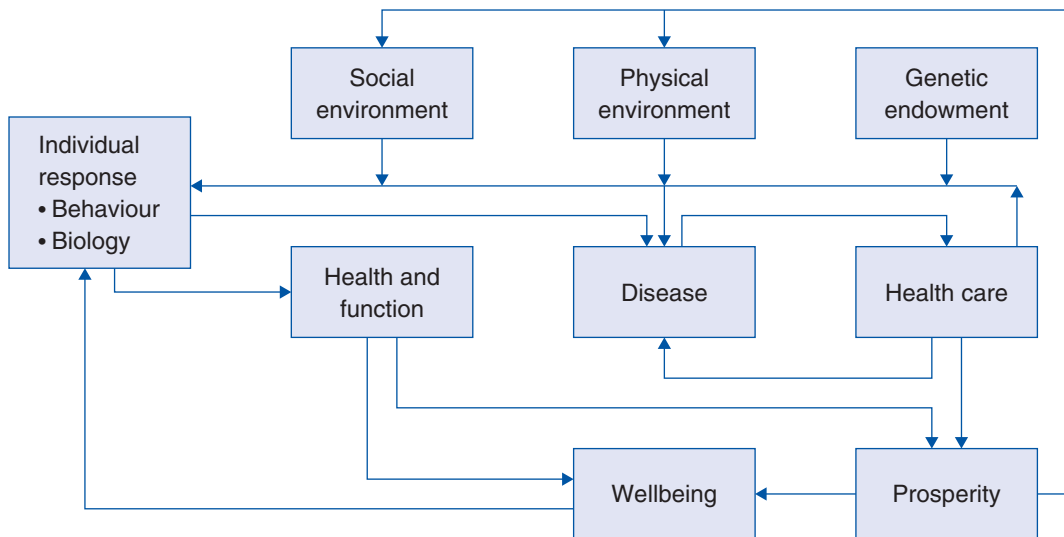 Social
environment
Physical
environment
Genetic
endowment
Individual
response
• Behaviour
• Biology
Health and
function
Disease
Health care
Wellbeing
Prosperity